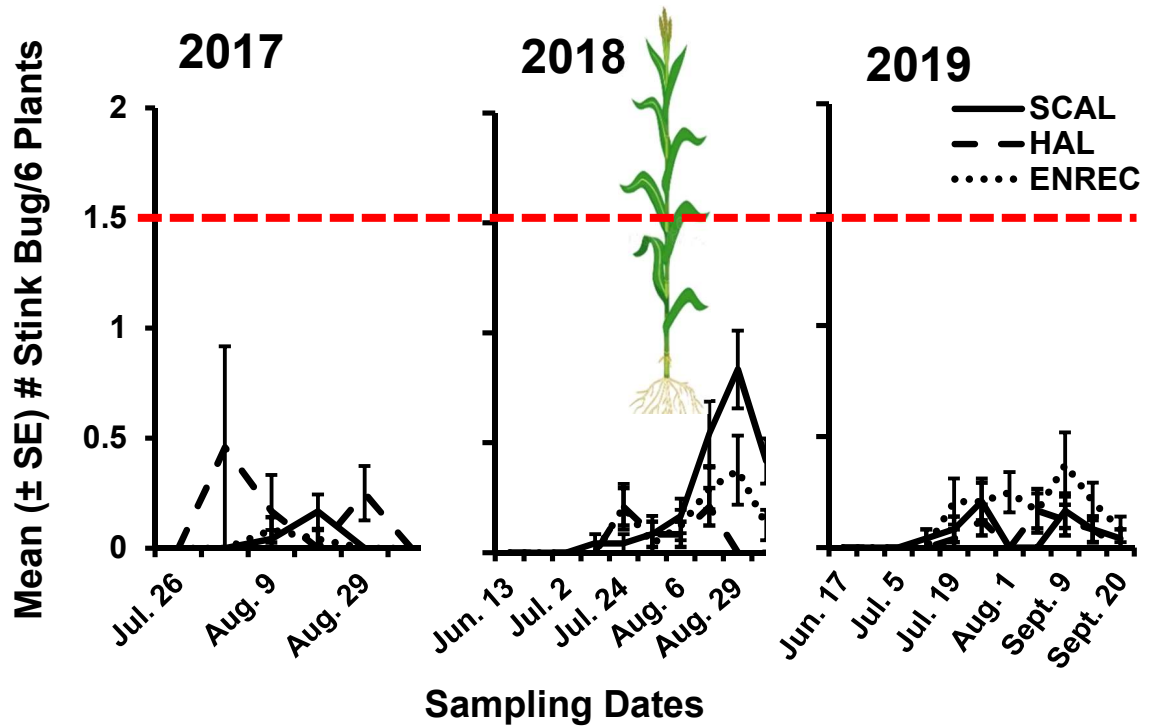 2017
2018
2019
SCAL
HAL
ENREC
Mean (± SE) # Stink Bug/6 Plants
2
1.5
1
0.5
0
Jul. 26
Aug. 9
Aug. 29
Jun. 13
Jul. 2
Jul. 24
Aug. 6
Aug. 29
Jun. 17
Jul. 5
Jul. 19
Aug. 1
Sept. 9
Sept. 20
Sampling Dates